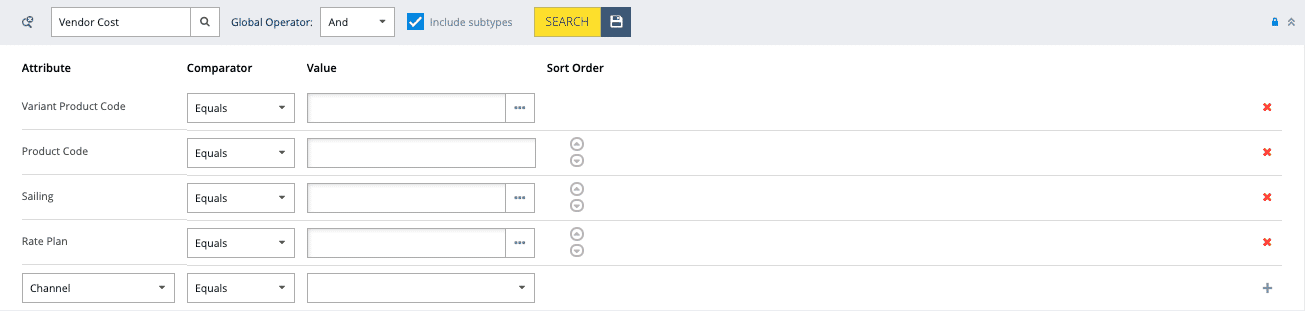 Vendor Cost Global Operator: And Include subtypes SEARCH
Attribute Comparator Value Sort Order
Variant Product Code Equals
Product Code Equals
Sailing Equals
Rate Plan Equals
Channel Equals